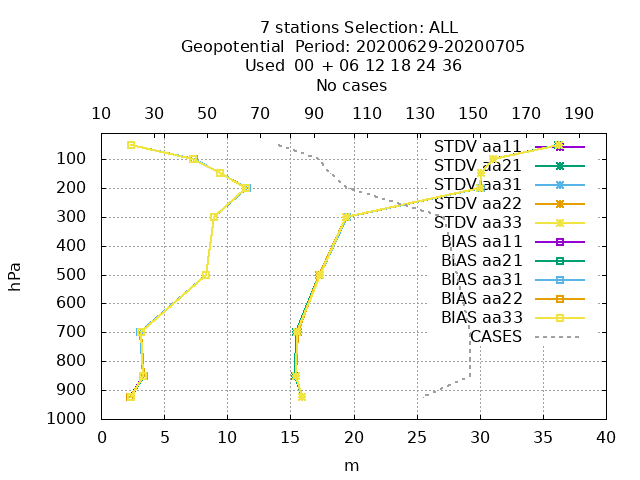 7 stations Selection: ALL
Geopotential  Period: 20200629-20200705
Used  00 + 06 12 18 24 36
No cases
10 30 50 70 90 110 130 150 170 190
STDV aa11
100
STDV aa21
STDV aa31
200
STDV aa22
300
STDV aa33
BIAS aa11
400
BIAS aa21
500
BIAS aa31
BIAS aa22
600
BIAS aa33
700
CASES
800
900
1000
hPa
0 5 10 15 20 25 30 35 40
m